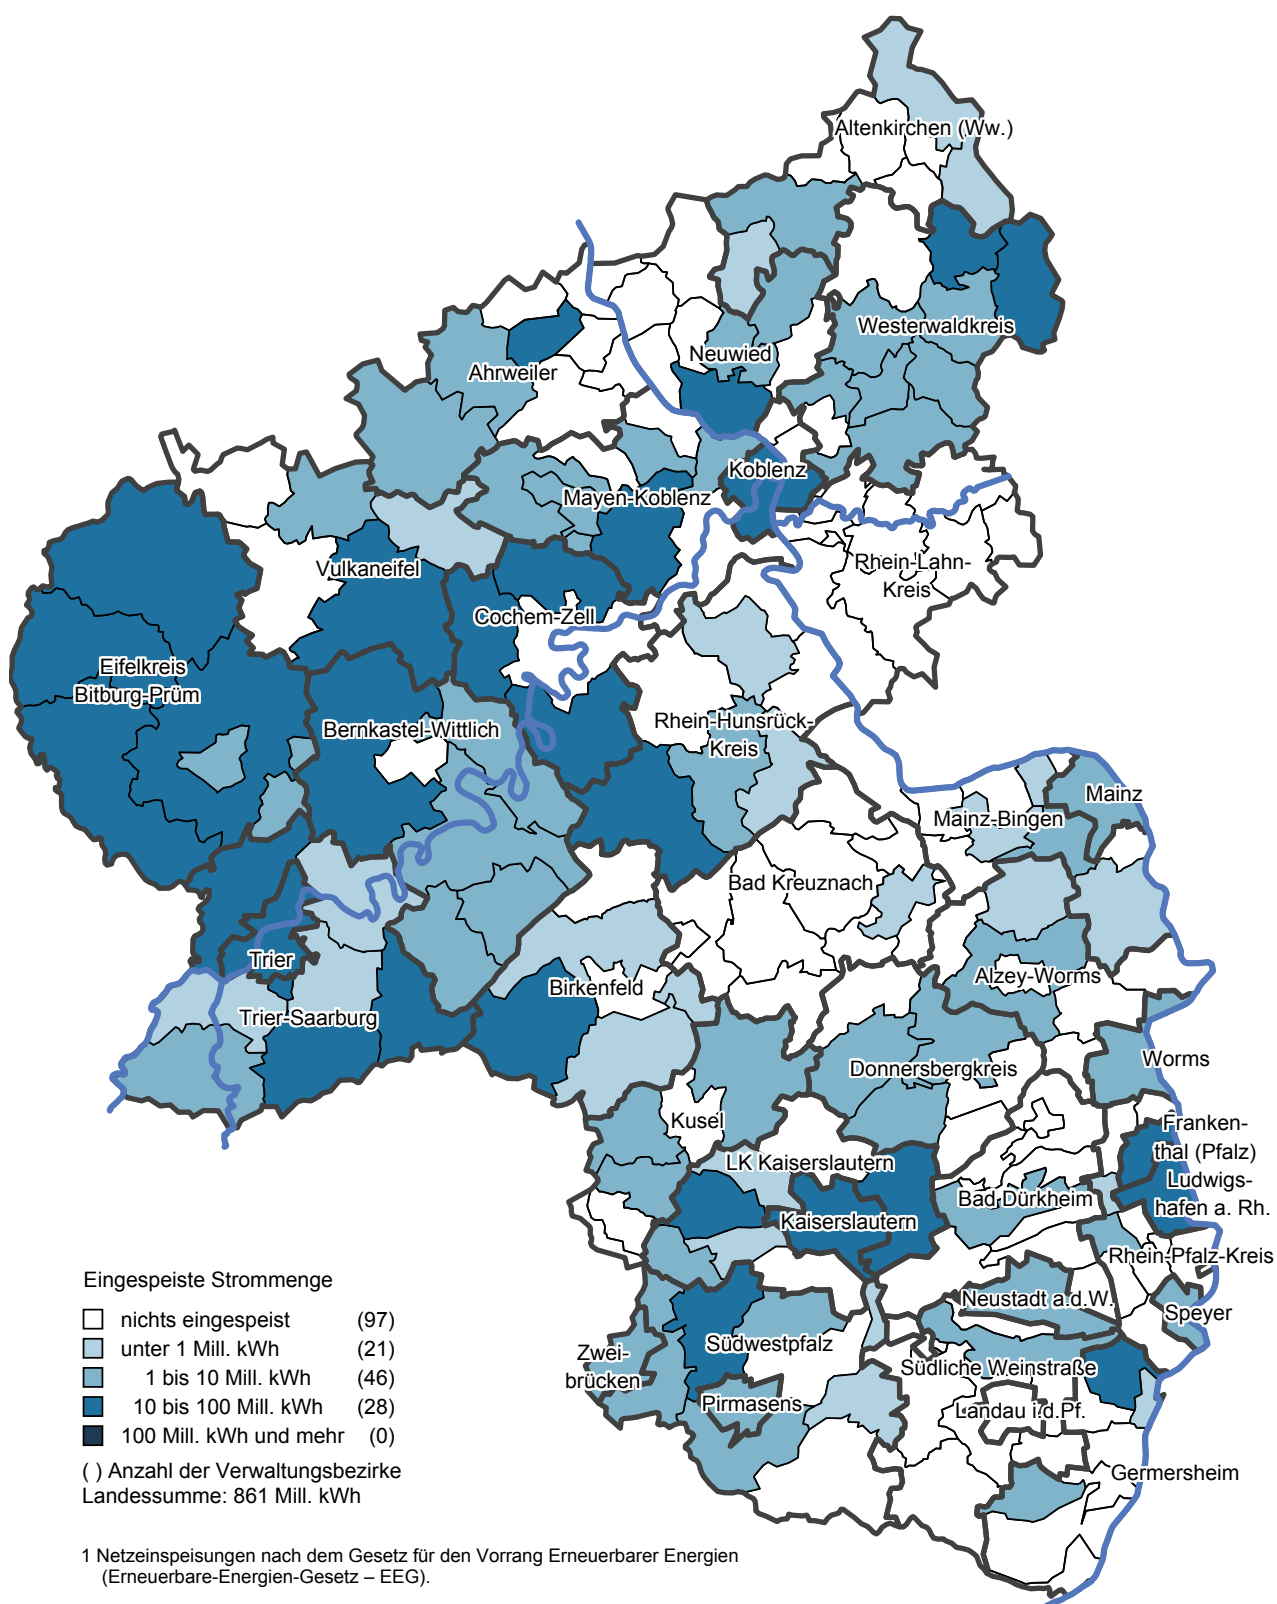 Altenkirchen (Ww.)
Westerwaldkreis
Neuwied
Ahrweiler
Koblenz
Mayen-Koblenz
Vulkaneifel
Rhein-Lahn-
Kreis
Cochem-Zell
Eifelkreis
Bitburg-Prüm
Bernkastel-Wittlich
Rhein-Hunsrück-
Kreis
Mainz
Mainz-Bingen
Bad Kreuznach
Trier
Alzey-Worms
Birkenfeld
Trier-Saarburg
Worms
Donnersbergkreis
Kusel
Franken-
thal (Pfalz)
LK Kaiserslautern
Ludwigs-
hafen a. Rh.
Bad Dürkheim
Kaiserslautern
Rhein-Pfalz-Kreis
Neustadt a.d.W.
Speyer
Südwestpfalz
Zwei-
brücken
Südliche Weinstraße
Pirmasens
Landau i.d.Pf.
Germersheim
Eingespeiste Strommenge
nichts eingespeist (97)
unter 1 Mill. kWh (21)
1 bis 10 Mill. kWh (46)
10 bis 100 Mill. kWh (28)
100 Mill. kWh und mehr (0)
( ) Anzahl der Verwaltungsbezirke
Landessumme: 861 Mill. kWh
1 Netzeinspeisungen nach dem Gesetz für den Vorrang Erneuerbarer Energien
(Erneuerbare-Energien-Gesetz – EEG).